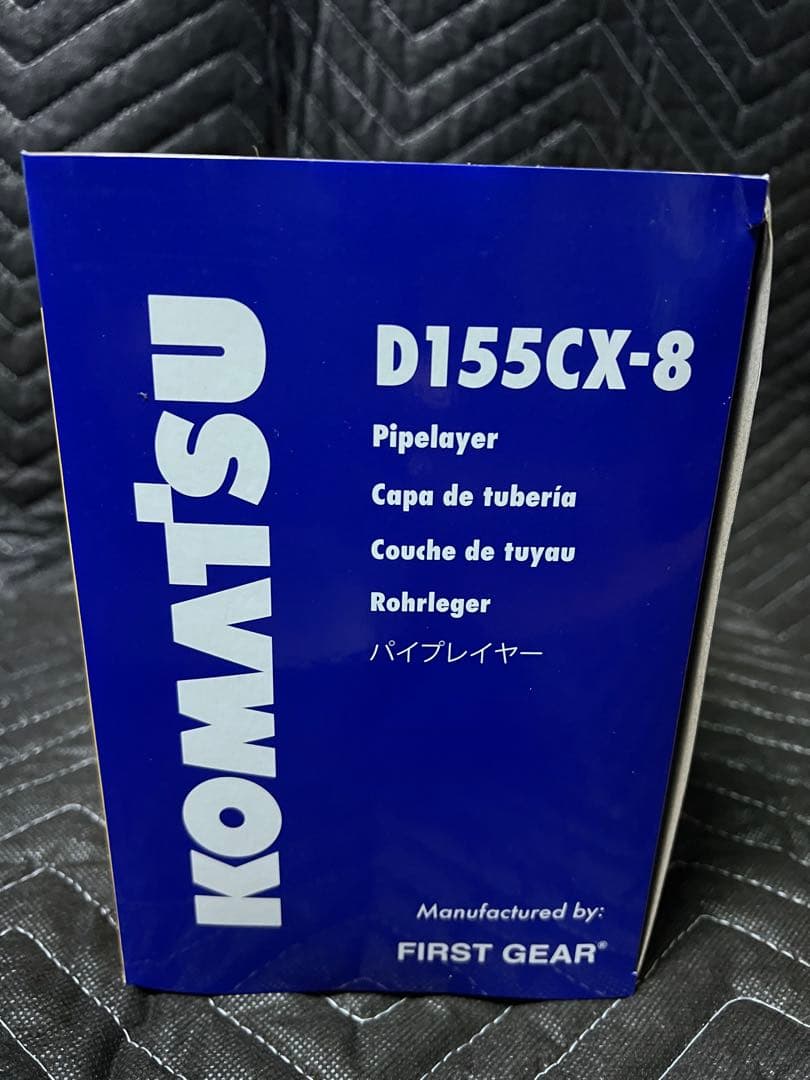 KOMATSU
D155CX-8
Pipelayer
Capa de tubería
Couche de tuyau
Rohrleger
パイプレイヤー
Manufactured by:
FIRST GEAR®